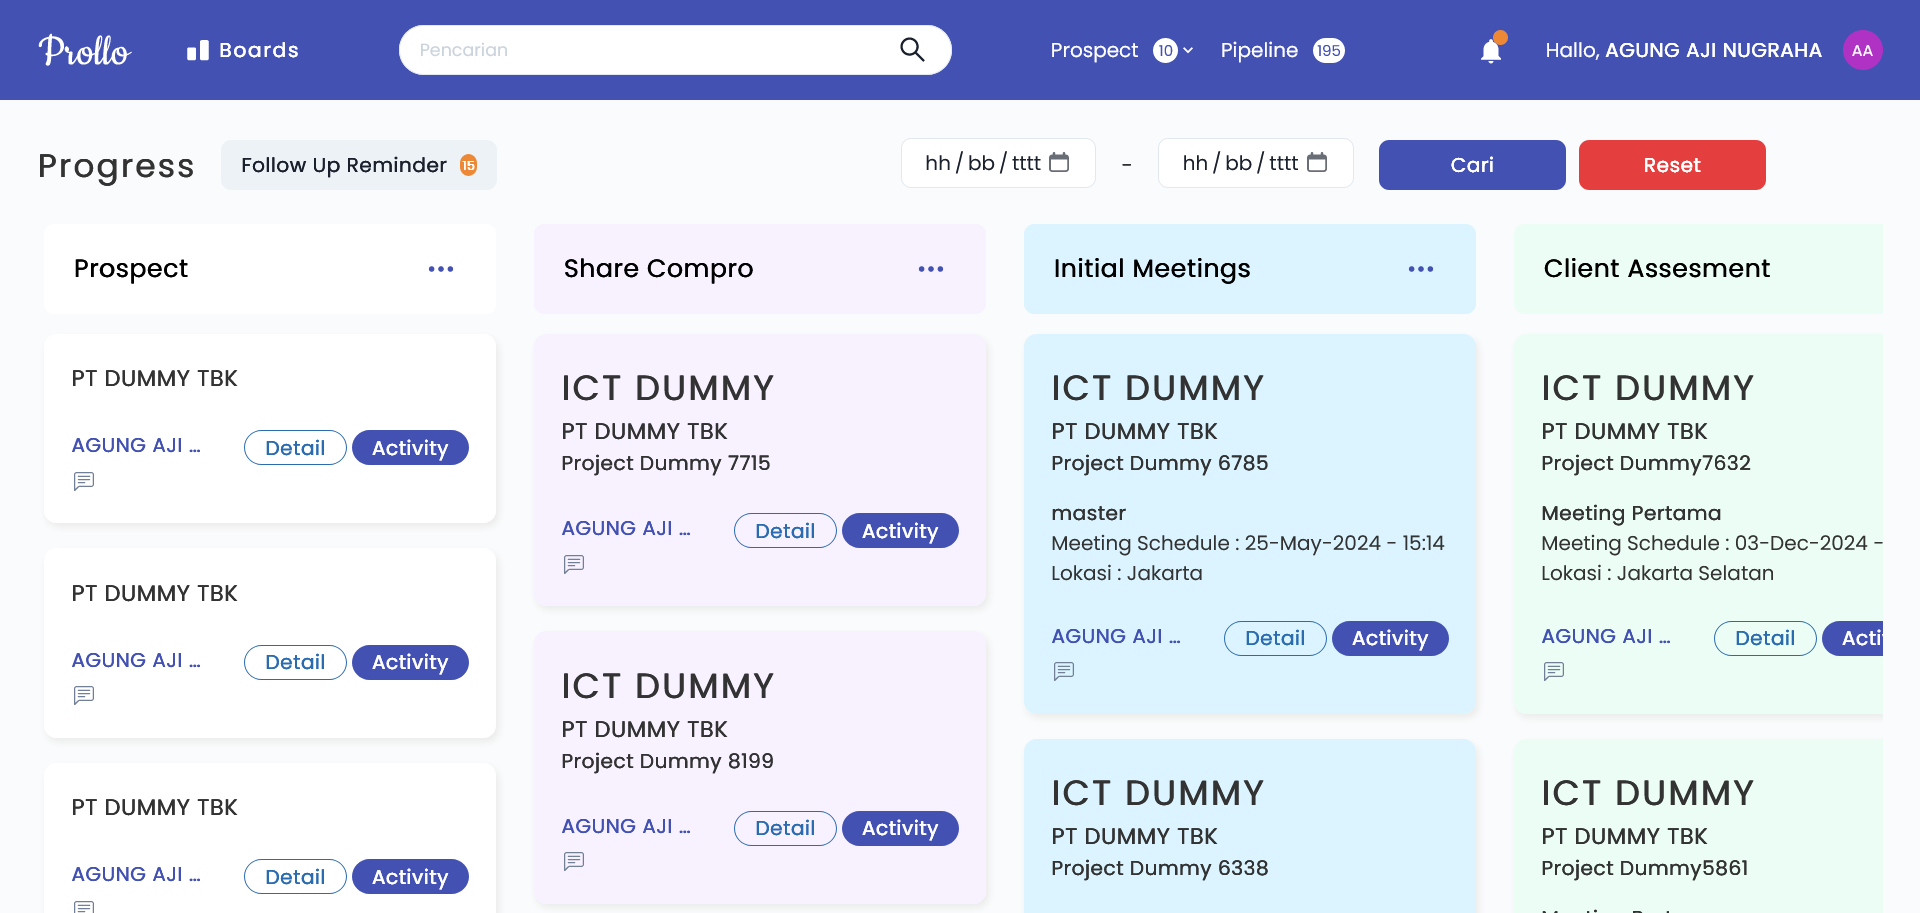 Prollo
Boards
Pencarian
Prospect 10
Pipeline 195
Hallo, AGUNG AJI NUGRAHA
AA
Progress
Follow Up Reminder 15
hh / bb / tttt - hh / bb / tttt
Cari
Reset
Prospect
PT DUMMY TBK
AGUNG AJI ...
Detail
Activity
PT DUMMY TBK
AGUNG AJI ...
Detail
Activity
PT DUMMY TBK
AGUNG AJI ...
Detail
Activity
Share Compro
ICT DUMMY
PT DUMMY TBK
Project Dummy 7715
AGUNG AJI ...
Detail
Activity
ICT DUMMY
PT DUMMY TBK
Project Dummy 8199
AGUNG AJI ...
Detail
Activity
Initial Meetings
ICT DUMMY
PT DUMMY TBK
Project Dummy 6785
master
Meeting Schedule : 25-May-2024 - 15:14
Lokasi : Jakarta
AGUNG AJI ...
Detail
Activity
ICT DUMMY
PT DUMMY TBK
Project Dummy 6338
Client Assesment
ICT DUMMY
PT DUMMY TBK
Project Dummy7632
Meeting Pertama
Meeting Schedule : 03-Dec-2024 -
Lokasi : Jakarta Selatan
AGUNG AJI ...
Detail
Acti
ICT DUMMY
PT DUMMY TBK
Project Dummy5861